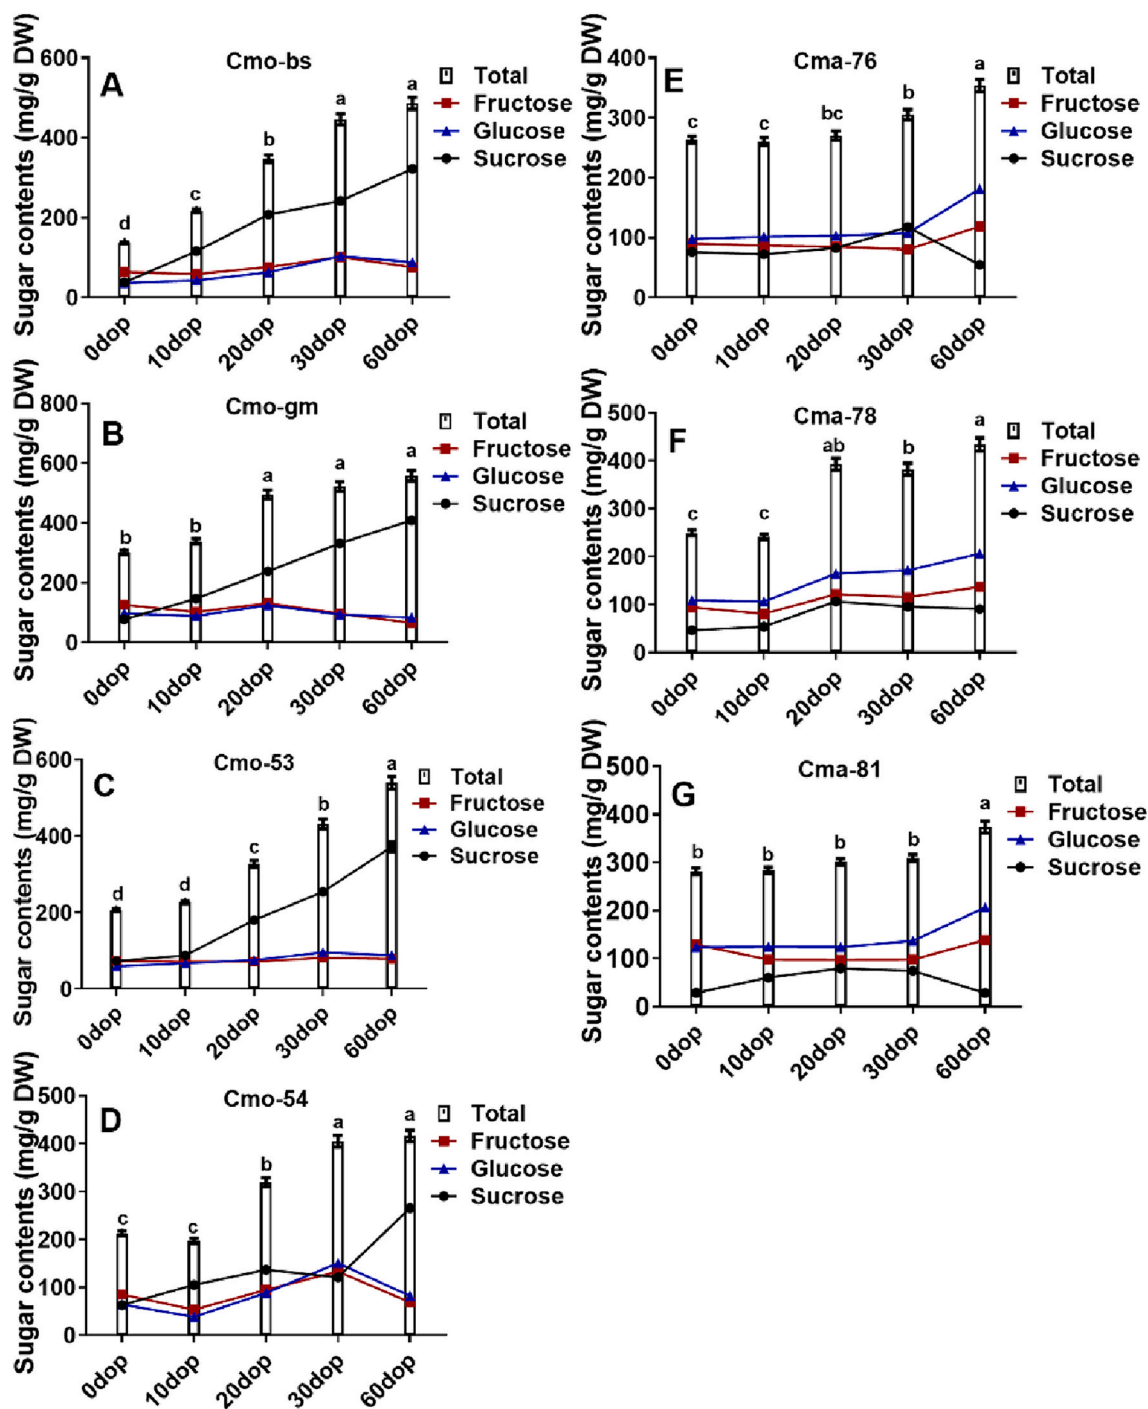 Sugar contents (mg/g DW)
A
Cmo-bs
600
400
200
0
d
c
b
a
a
Total
Fructose
Glucose
Sucrose
0dop
10dop
20dop
30dop
60dop
Sugar contents (mg/g DW)
B
Cmo-gm
800
600
400
200
0
b
b
a
a
a
Total
Fructose
Glucose
Sucrose
0dop
10dop
20dop
30dop
60dop
Sugar contents (mg/g DW)
C
Cmo-53
600
400
200
0
d
d
c
b
a
Total
Fructose
Glucose
Sucrose
0dop
10dop
20dop
30dop
60dop
Sugar contents (mg/g DW)
D
Cmo-54
500
400
300
200
100
0
c
c
b
a
a
Total
Fructose
Glucose
Sucrose
0dop
10dop
20dop
30dop
60dop
Sugar contents (mg/g DW)
E
Cma-76
400
300
200
100
0
c
c
bc
b
a
Total
Fructose
Glucose
Sucrose
0dop
10dop
20dop
30dop
60dop
Sugar contents (mg/g DW)
F
Cma-78
500
400
300
200
100
0
c
c
ab
b
a
Total
Fructose
Glucose
Sucrose
0dop
10dop
20dop
30dop
60dop
Sugar contents (mg/g DW)
G
Cma-81
500
400
300
200
100
0
b
b
b
b
a
Total
Fructose
Glucose
Sucrose
0dop
10dop
20dop
30dop
60dop